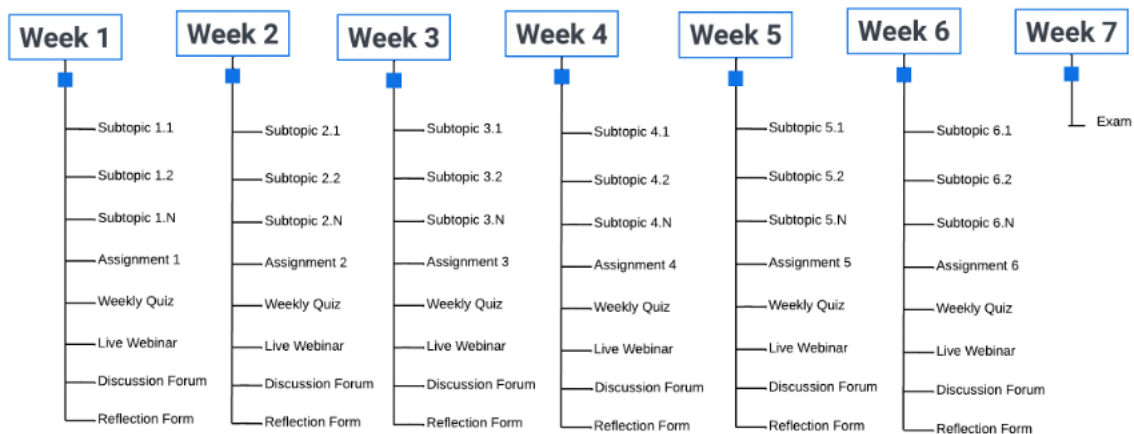 Week 1
Subtopic 1.1
Subtopic 1.2
Subtopic 1.N
Assignment 1
Weekly Quiz
Live Webinar
Discussion Forum
Reflection Form
Week 2
Subtopic 2.1
Subtopic 2.2
Subtopic 2.N
Assignment 2
Weekly Quiz
Live Webinar
Discussion Forum
Reflection Form
Week 3
Subtopic 3.1
Subtopic 3.2
Subtopic 3.N
Assignment 3
Weekly Quiz
Live Webinar
Discussion Forum
Reflection Form
Week 4
Subtopic 4.1
Subtopic 4.2
Subtopic 4.N
Assignment 4
Weekly Quiz
Live Webinar
Discussion Forum
Reflection Form
Week 5
Subtopic 5.1
Subtopic 5.2
Subtopic 5.N
Assignment 5
Weekly Quiz
Live Webinar
Discussion Forum
Reflection Form
Week 6
Subtopic 6.1
Subtopic 6.2
Subtopic 6.N
Assignment 6
Weekly Quiz
Live Webinar
Discussion Forum
Reflection Form
Week 7
Exam